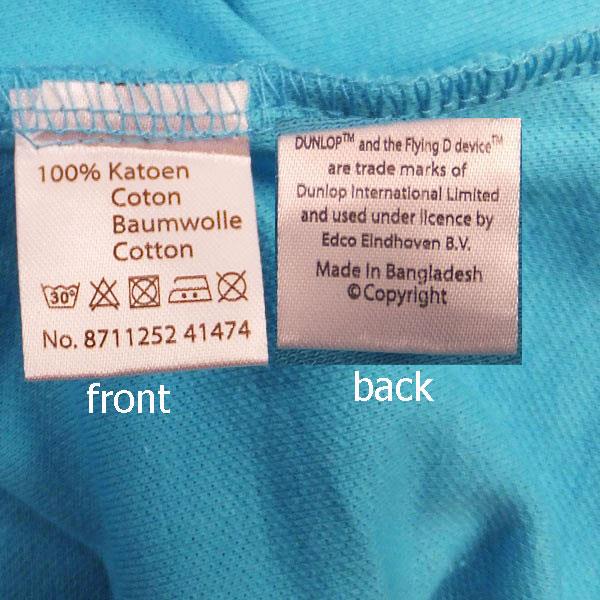 100% Katoen
Coton
Baumwolle
Cotton
30°
No. 8711252 41474
front
DUNLOP™ and the Flying D device™
are trade marks of
Dunlop International Limited
and used under licence by
Edco Eindhoven B.V.
Made In Bangladesh
©Copyright
back